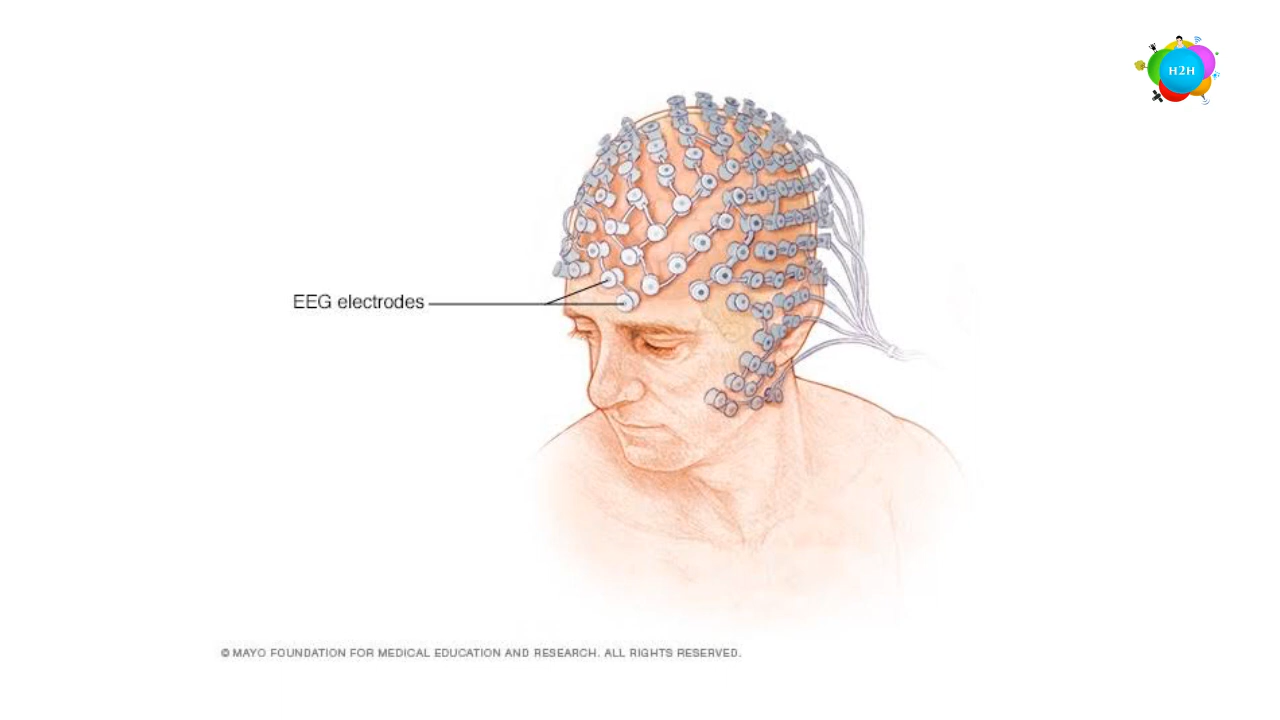 H2H
EEG electrodes
© MAYO FOUNDATION FOR MEDICAL EDUCATION AND RESEARCH. ALL RIGHTS RESERVED.